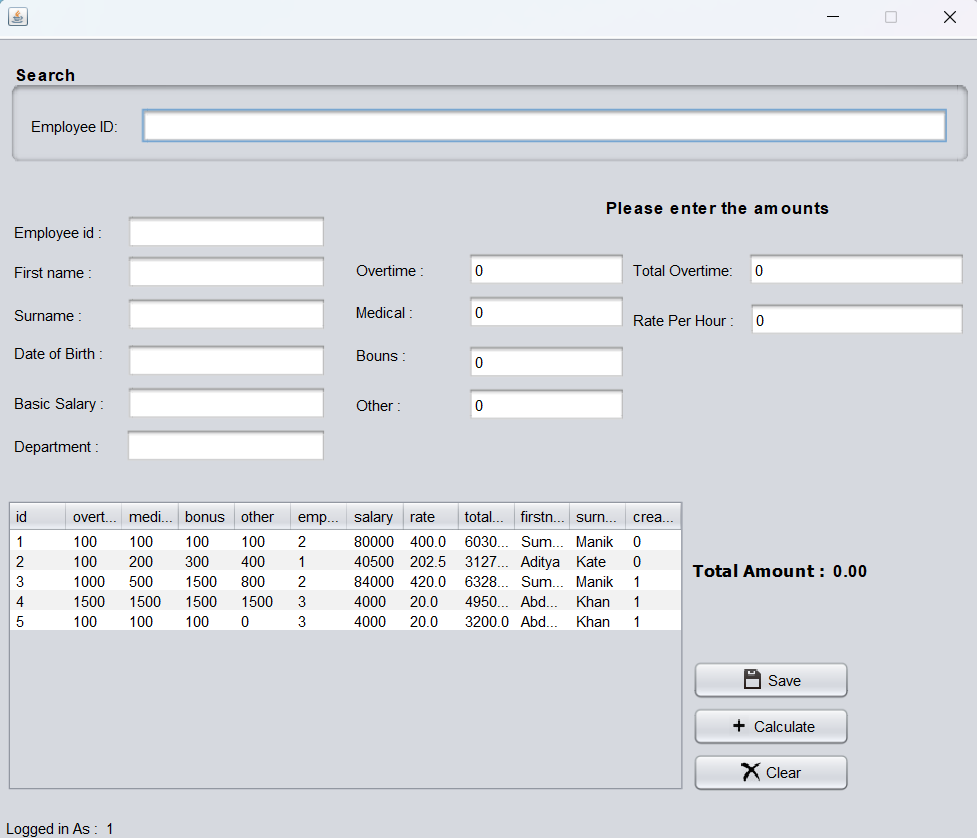 Search
Employee ID:
Please enter the amounts
Employee id :
First name :
Overtime : 0 Total Overtime: 0
Surname :
Medical : 0 Rate Per Hour : 0
Date of Birth :
Bouns : 0
Basic Salary :
Other : 0
Department :
id overt... medi... bonus other emp... salary rate total... firstn... surn... crea...
1 100 100 100 100 2 80000 400.0 6030... Sum... Manik 0
2 100 200 300 400 1 40500 202.5 3127... Aditya Kate 0
3 1000 500 1500 800 2 84000 420.0 6328... Sum... Manik 1
4 1500 1500 1500 1500 3 4000 20.0 4950... Abd... Khan 1
5 100 100 100 0 3 4000 20.0 3200.0 Abd... Khan 1
Total Amount : 0.00
Save
Calculate
Clear
Logged in As : 1